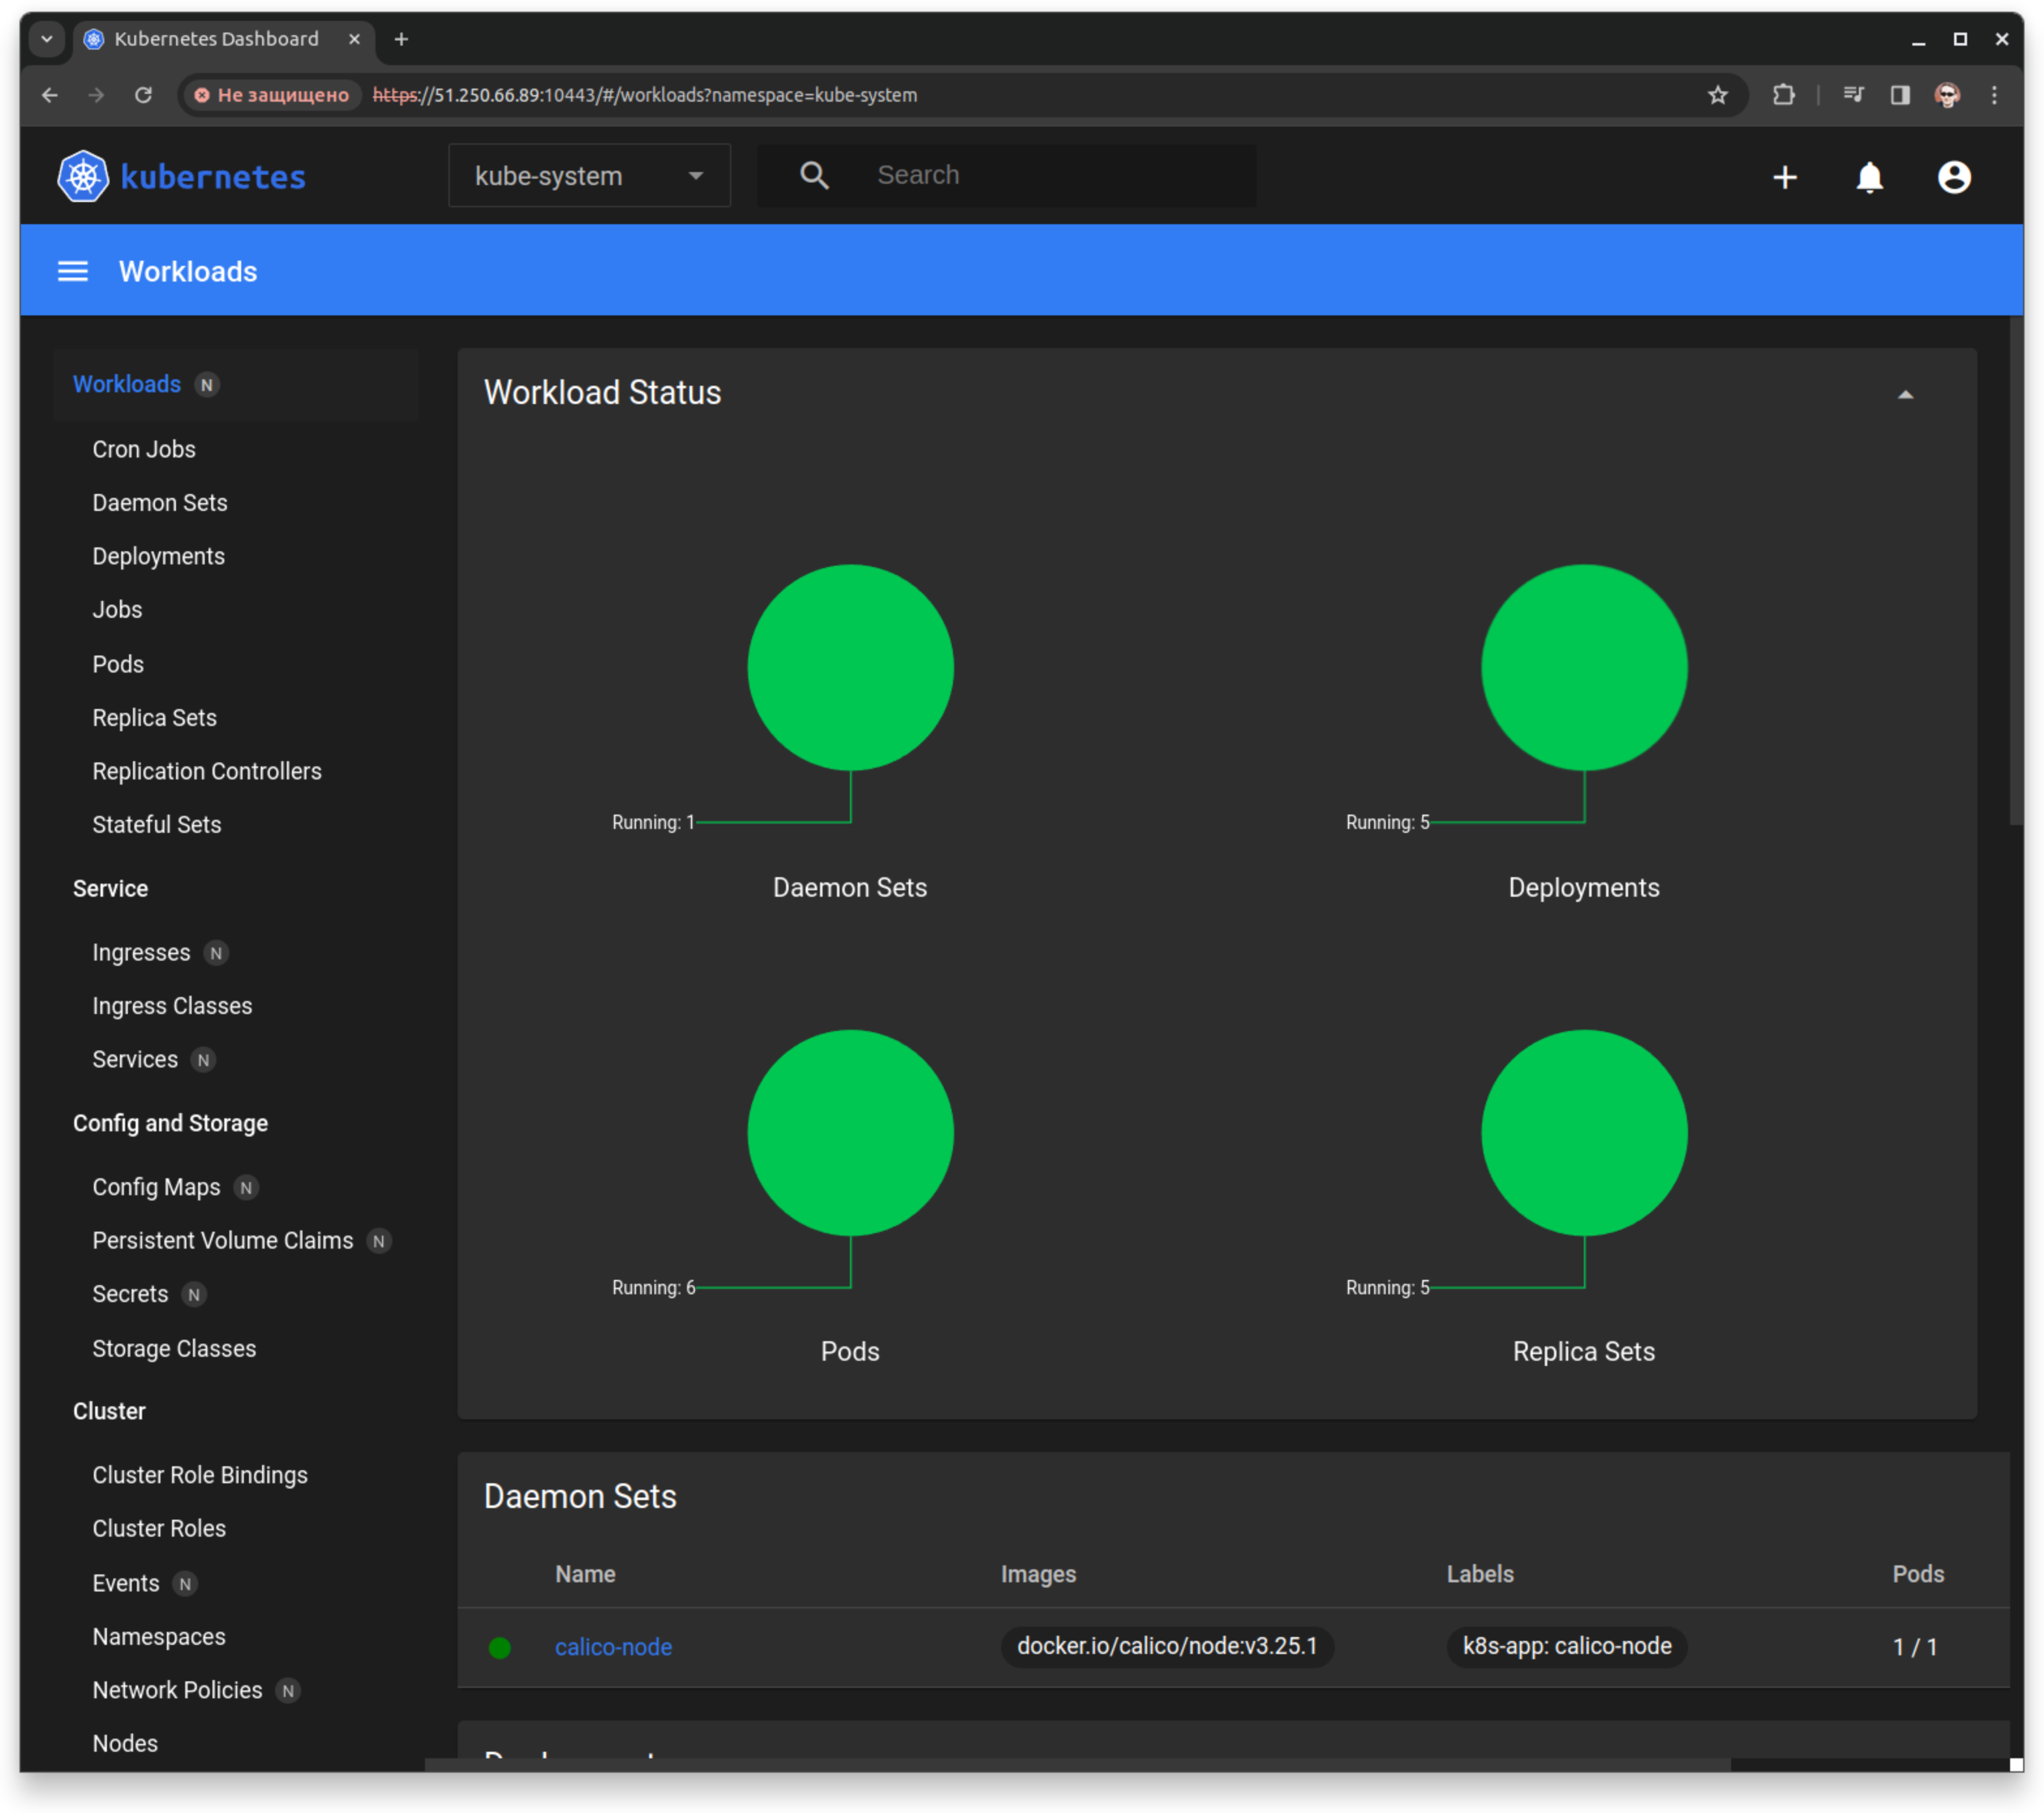 Kubernetes Dashboard
Не защищено https://51.250.66.89:10443/#/workloads?namespace=kube-system
kubernetes
kube-system
Search
Workloads
Workloads N
Cron Jobs
Daemon Sets
Deployments
Jobs
Pods
Replica Sets
Replication Controllers
Stateful Sets
Service
Ingresses N
Ingress Classes
Services N
Config and Storage
Config Maps N
Persistent Volume Claims N
Secrets N
Storage Classes
Cluster
Cluster Role Bindings
Cluster Roles
Events N
Namespaces
Network Policies N
Nodes
Workload Status
Running: 1
Daemon Sets
Running: 5
Deployments
Running: 6
Pods
Running: 5
Replica Sets
Daemon Sets
Name Images Labels Pods
calico-node docker.io/calico/node:v3.25.1 k8s-app: calico-node 1 / 1